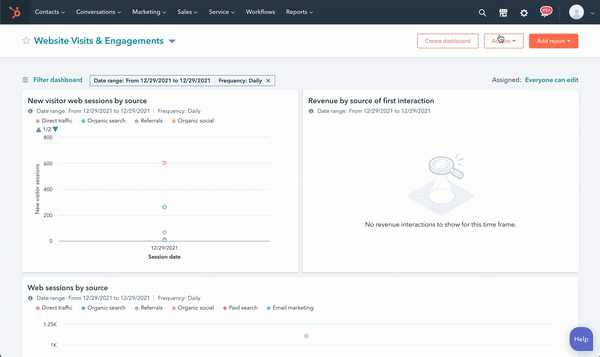 Contacts Conversations Marketing Sales Service Workflows Reports
Website Visits & Engagements
Create dashboard
Add report
Filter dashboard
Date range: From 12/29/2021 to 12/29/2021 | Frequency: Daily
Assigned: Everyone can edit
New visitor web sessions by source
Date range: From 12/29/2021 to 12/29/2021 | Frequency: Daily
Direct traffic Organic search Referrals Organic social
1/2
800
600
400
200
0
New visitor sessions
12/29/2021
Session date
Revenue by source of first interaction
Date range: From 12/29/2021 to 12/29/2021
No revenue interactions to show for this time frame.
Web sessions by source
Date range: From 12/29/2021 to 12/29/2021 | Frequency: Daily
Direct traffic Organic search Referrals Organic social Paid search Email marketing
1.25K
1K
Help